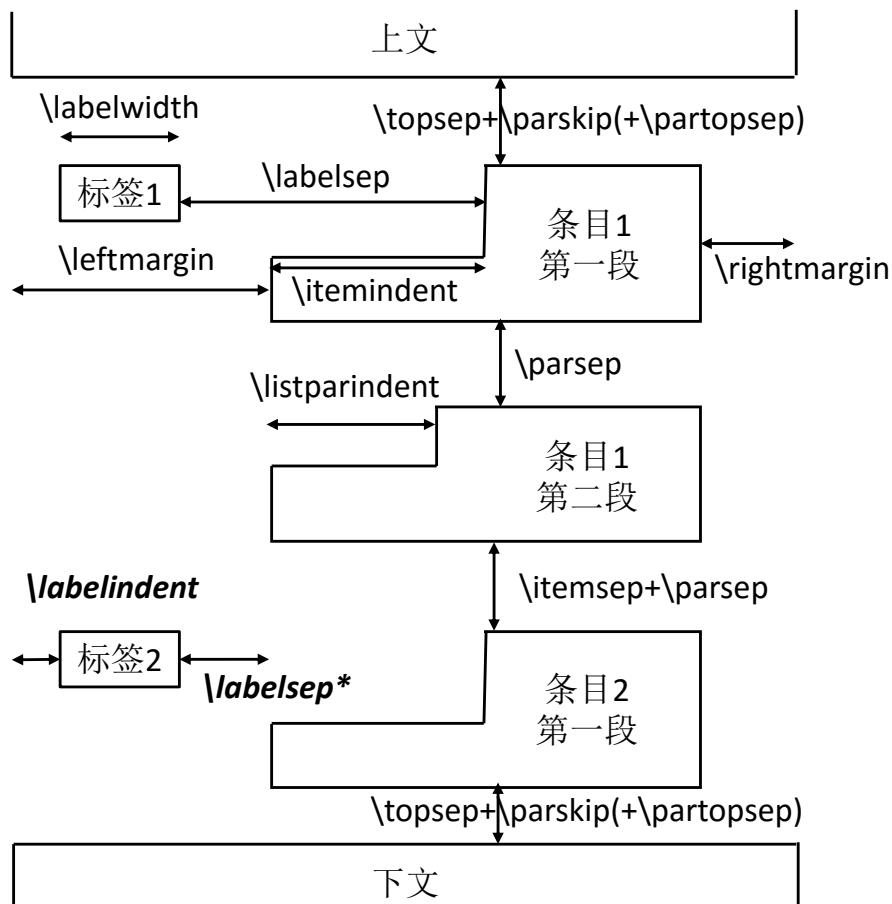 上文
\labelwidth
\topsep+\parskip(+\partopsep)
标签1
\labelsep
条目1
第一段
\leftmargin
\itemindent
\rightmargin
\parsep
\listparindent
条目1
第二段
\labelindent
\itemsep+\parsep
标签2
\labelsep*
条目2
第一段
\topsep+\parskip(+\partopsep)
下文